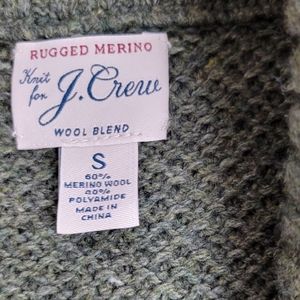 RUGGED MERINO
Knit for J.Crew
WOOL BLEND
S
60%
MERINO WOOL
40%
POLYAMIDE
MADE IN
CHINA